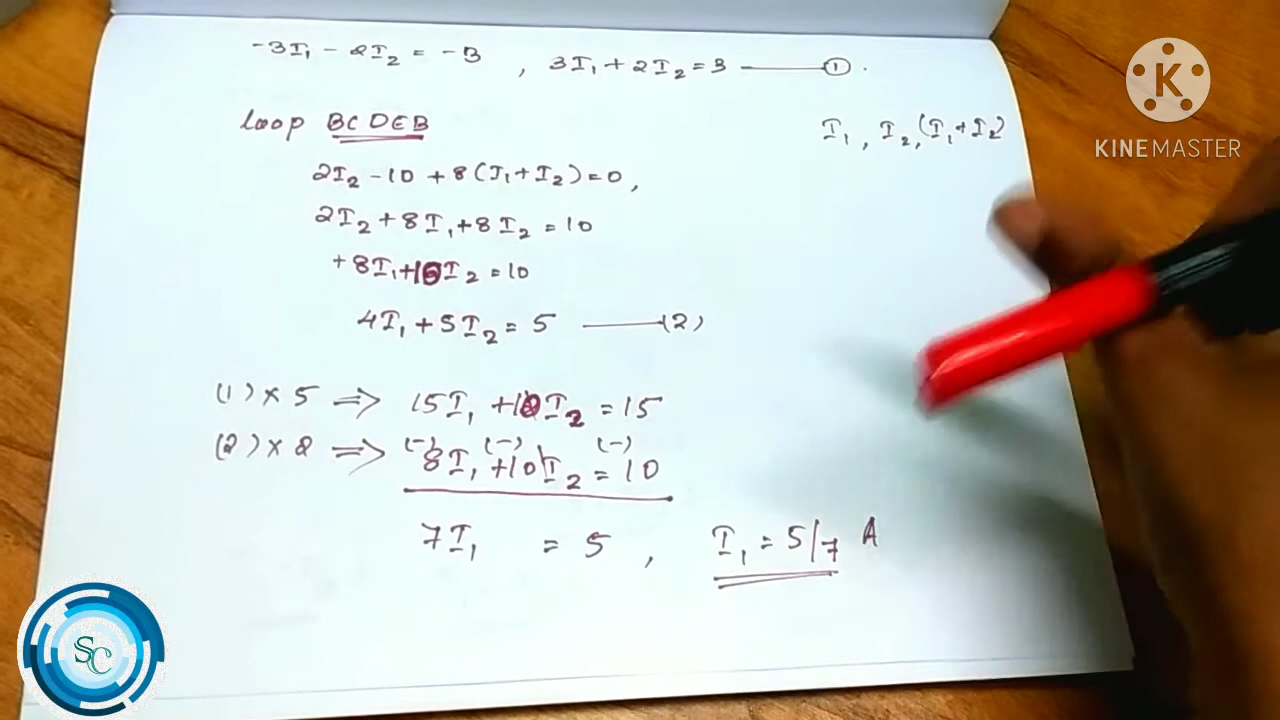 -3I₁ - 2I₂ = -3 , 3I₁ + 2I₂ = 3 ——— ①.
loop BCDEB
I₁, I₂, (I₁+I₂)
KINEMASTER
2I₂ - 10 + 8(I₁+I₂) = 0,
2I₂ + 8I₁ + 8I₂ = 10
+8I₁+10I₂ = 10
4I₁ + 5I₂ = 5 ——— (2)
(1) × 5 ⇒ 15I₁ + 10I₂ = 15
(-) (-) (-)
(2) × 2 ⇒ 8I₁ + 10I₂ = 10
7I₁ = 5 , I₁ = 5/7 A
SC